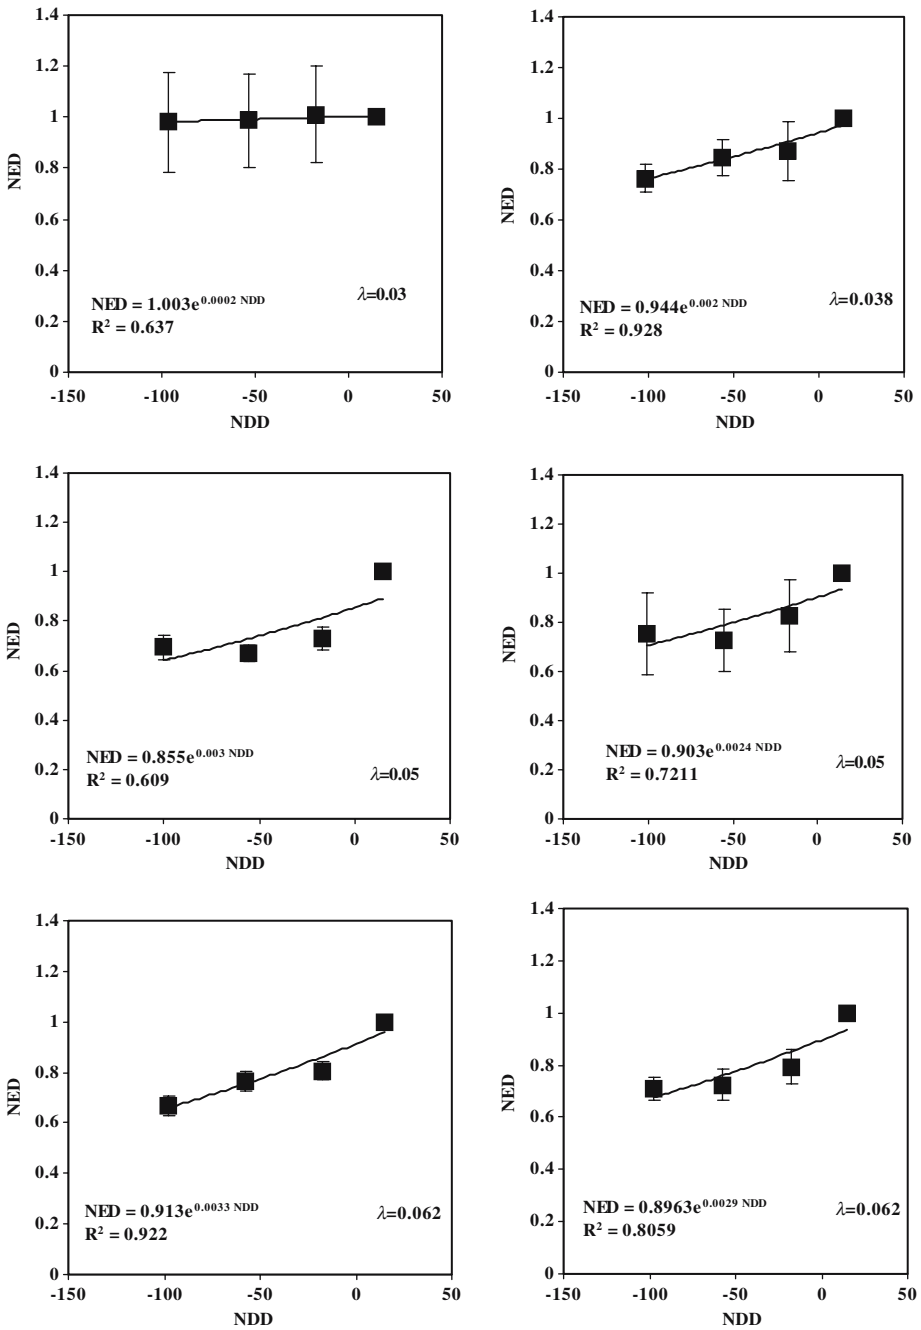 1.4
1.2
1
0.8
0.6
0.4
0.2
0
NED
NED = 1.003e^0.0002 NDD
R² = 0.637
λ=0.03
-150 -100 -50 0 50
NDD
1.4
1.2
1
0.8
0.6
0.4
0.2
0
NED
NED = 0.944e^0.002 NDD
R² = 0.928
λ=0.038
-150 -100 -50 0 50
NDD
1.4
1.2
1
0.8
0.6
0.4
0.2
0
NED
NED = 0.855e^0.003 NDD
R² = 0.609
λ=0.05
-150 -100 -50 0 50
NDD
1.4
1.2
1
0.8
0.6
0.4
0.2
0
NED
NED = 0.903e^0.0024 NDD
R² = 0.7211
λ=0.05
-150 -100 -50 0 50
NDD
1.4
1.2
1
0.8
0.6
0.4
0.2
0
NED
NED = 0.913e^0.0033 NDD
R² = 0.922
λ=0.062
-150 -100 -50 0 50
NDD
1.4
1.2
1
0.8
0.6
0.4
0.2
0
NED
NED = 0.8963e^0.0029 NDD
R² = 0.8059
λ=0.062
-150 -100 -50 0 50
NDD